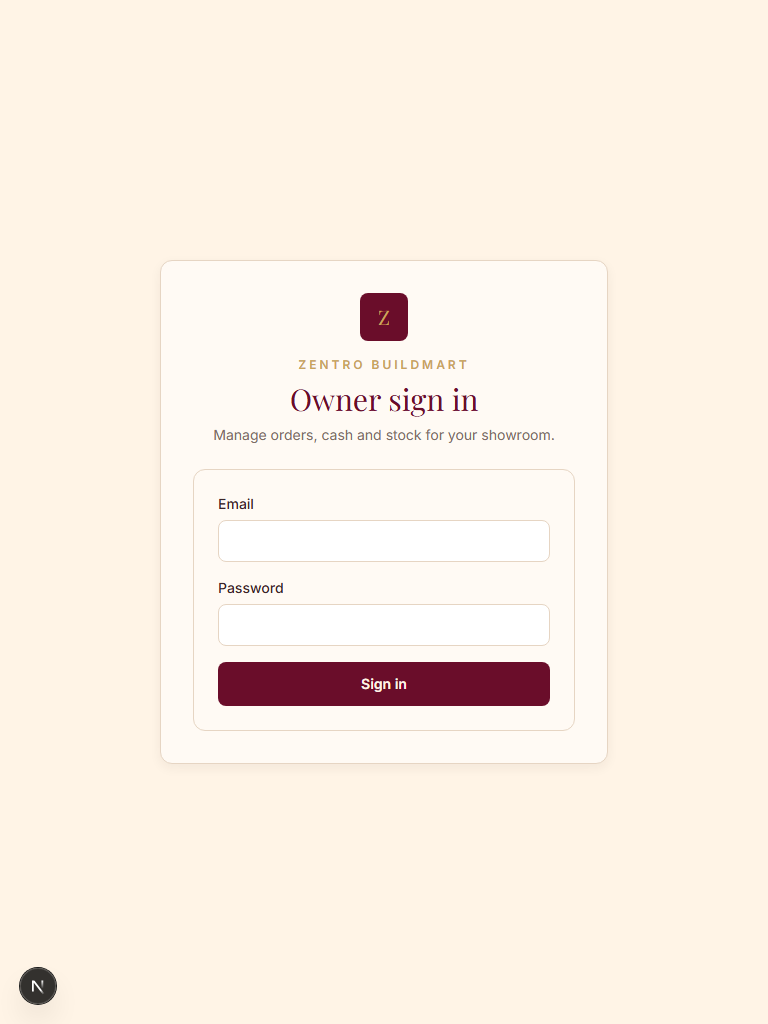 Z
ZENTRO BUILDMART
Owner sign in
Manage orders, cash and stock for your showroom.
Email
Password
Sign in
N